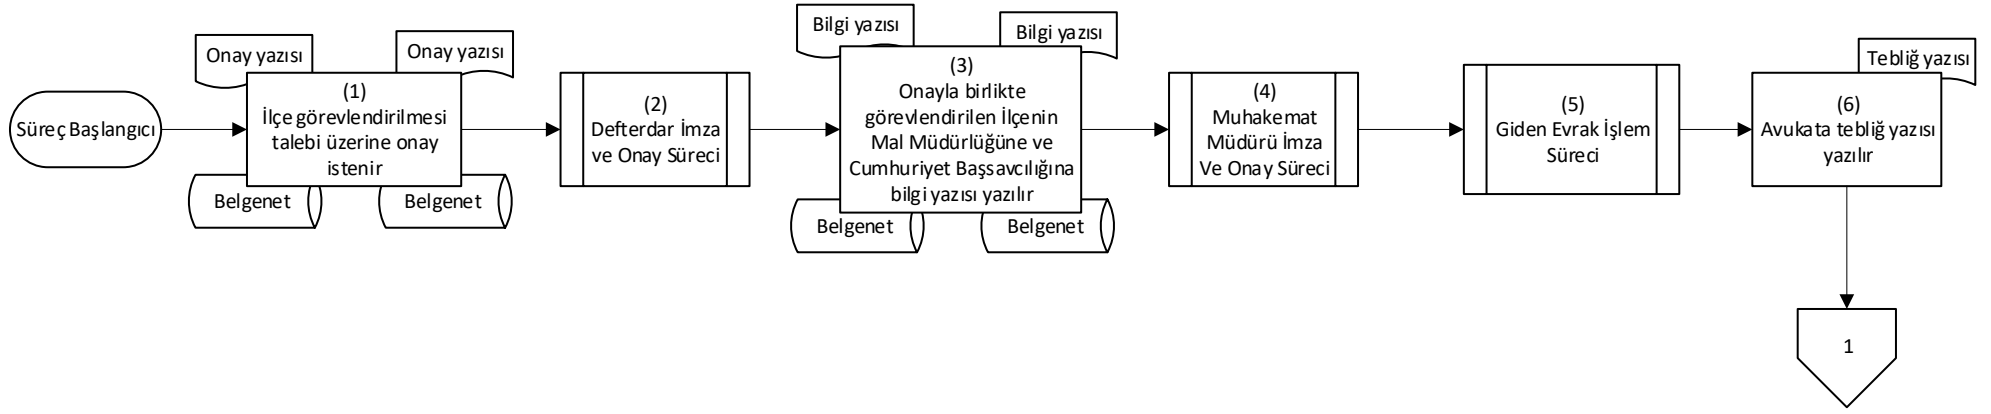 Süreç Başlangıcı
Onay yazısı
Onay yazısı
(1)
İlçe görevlendirilmesi
talebi üzerine onay
istenir
Belgenet
Belgenet
(2)
Defterdar İmza
ve Onay Süreci
Bilgi yazısı
Bilgi yazısı
(3)
Onayla birlikte
görevlendirilen İlçenin
Mal Müdürlüğüne ve
Cumhuriyet Başsavcılığına
bilgi yazısı yazılır
Belgenet
Belgenet
(4)
Muhakemat
Müdürü İmza
Ve Onay Süreci
(5)
Giden Evrak İşlem
Süreci
Tebliğ yazısı
(6)
Avukata tebliğ yazısı
yazılır
1